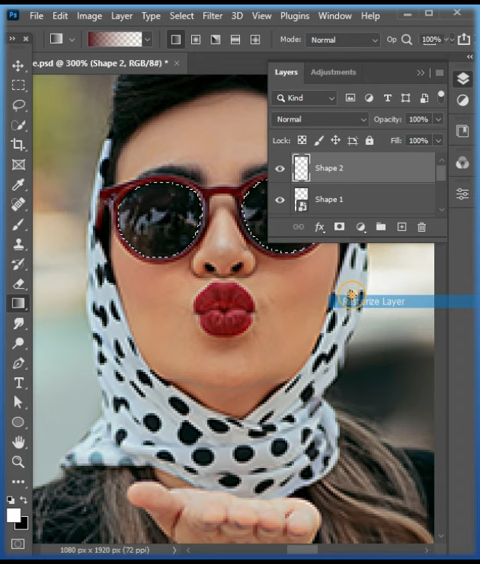 Ps File Edit Image Layer Type Select Filter 3D View Plugins Window Help
Mode: Normal Op 100%
e.psd @ 300% (Shape 2, RGB/8#) *
Layers Adjustments
Kind
Normal Opacity: 100%
Lock: Fill: 100%
Shape 2
Shape 1
fx
Rasterize Layer
T
1080 px x 1920 px (72 ppi)